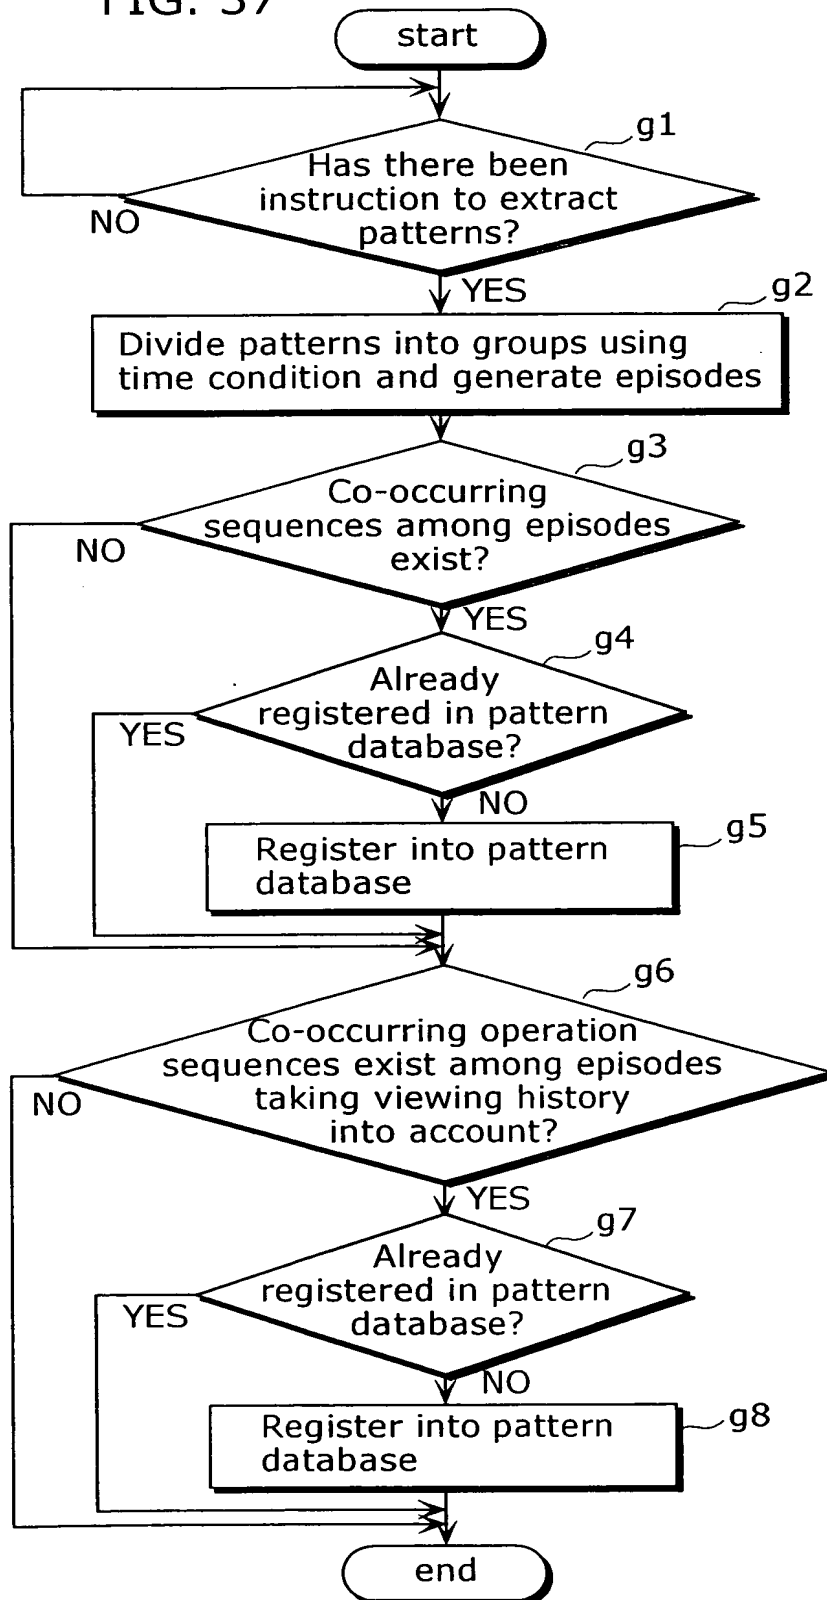 FIG. 37
start
g1
Has there been
instruction to extract
patterns?
NO
YES
g2
Divide patterns into groups using
time condition and generate episodes
g3
Co-occurring
sequences among episodes
exist?
NO
YES
g4
Already
registered in pattern
database?
YES
NO
g5
Register into pattern
database
g6
Co-occurring operation
sequences exist among episodes
taking viewing history
into account?
NO
YES
g7
Already
registered in pattern
database?
YES
NO
g8
Register into pattern
database
end